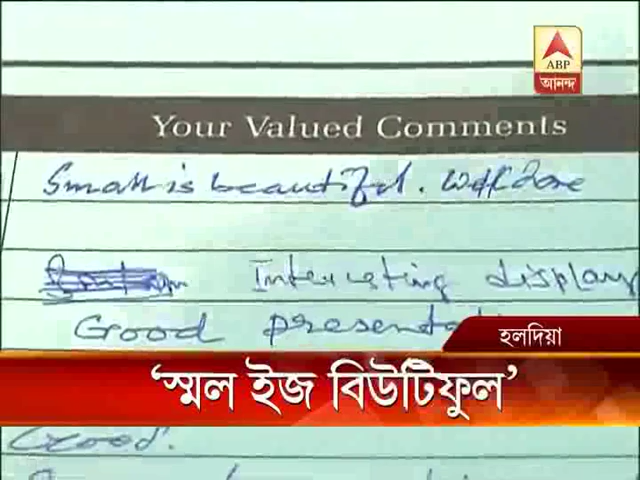 ABP
আনন্দ
Your Valued Comments
Small is beautiful. Well done
Interesting display
Good
হলদিয়া
‘স্মল ইজ বিউটিফুল’
Good.